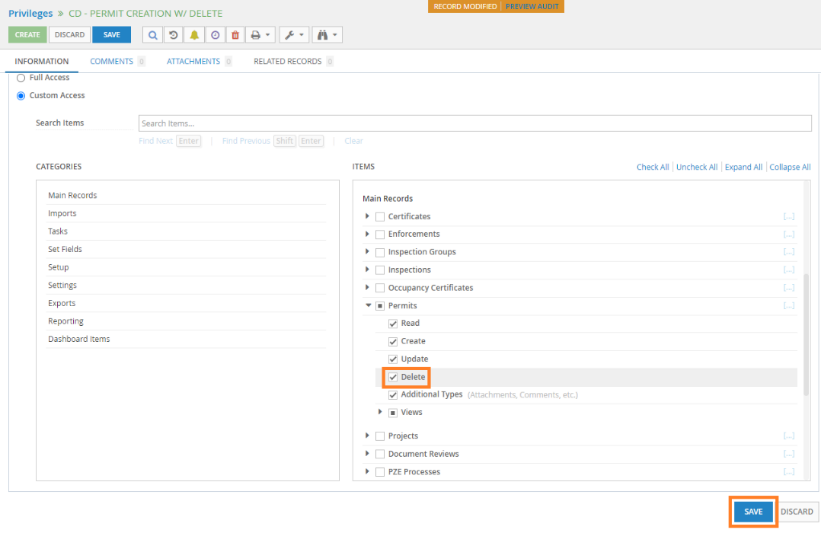 Privileges » CD - PERMIT CREATION W/ DELETE
RECORD MODIFIED PREVIEW AUDIT
CREATE DISCARD SAVE
INFORMATION COMMENTS 0 ATTACHMENTS 0 RELATED RECORDS 0
Full Access
Custom Access
Search Items Search Items...
Find Next Enter | Find Previous Shift Enter | Clear
CATEGORIES
Main Records
Imports
Tasks
Set Fields
Setup
Settings
Exports
Reporting
Dashboard Items
ITEMS Check All | Uncheck All | Expand All | Collapse All
Main Records
Certificates [...]
Enforcements [...]
Inspection Groups [...]
Inspections [...]
Occupancy Certificates [...]
Permits [...]
Read
Create
Update
Delete
Additional Types (Attachments, Comments, etc.)
Views
Projects [...]
Document Reviews [...]
PZE Processes [...]
SAVE DISCARD